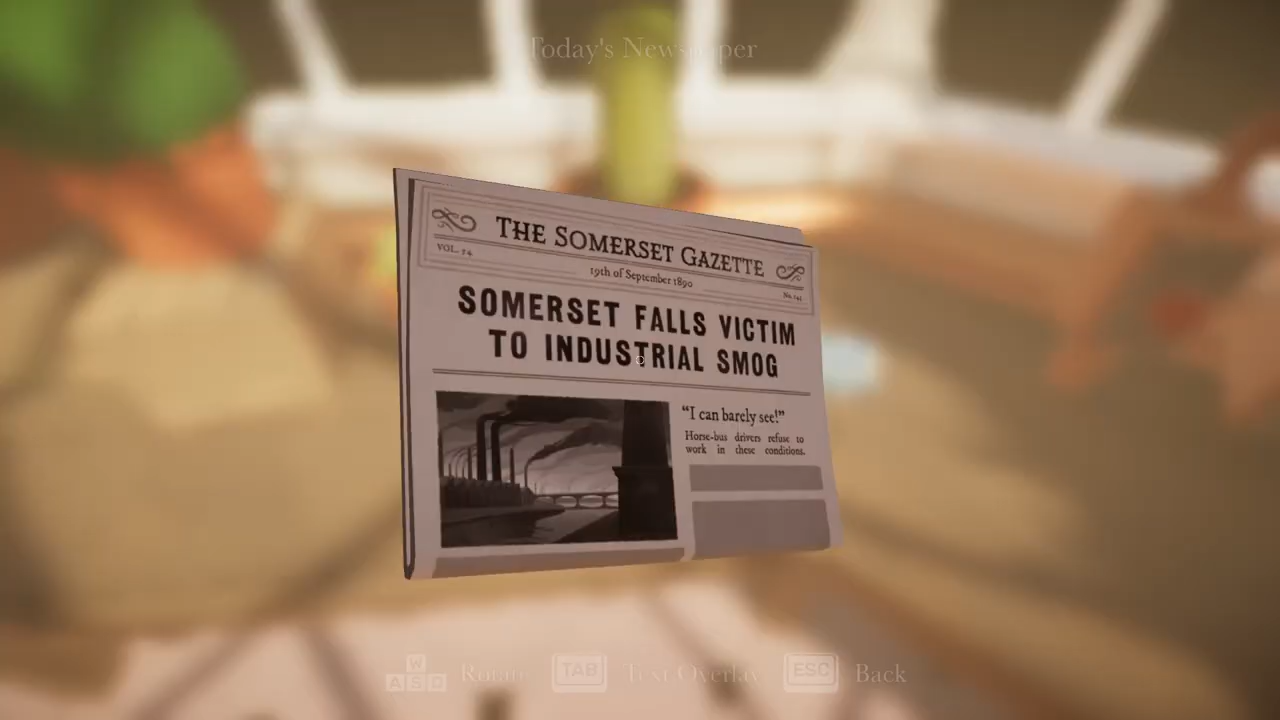 Today's Newspaper
THE SOMERSET GAZETTE
VOL. 74
19th of September 1890
No. 145
SOMERSET FALLS VICTIM
TO INDUSTRIAL SMOG
“I can barely see!”
Horse-bus drivers refuse to
work in these conditions.
W
A S D Rotate TAB Text Overlay ESC Back